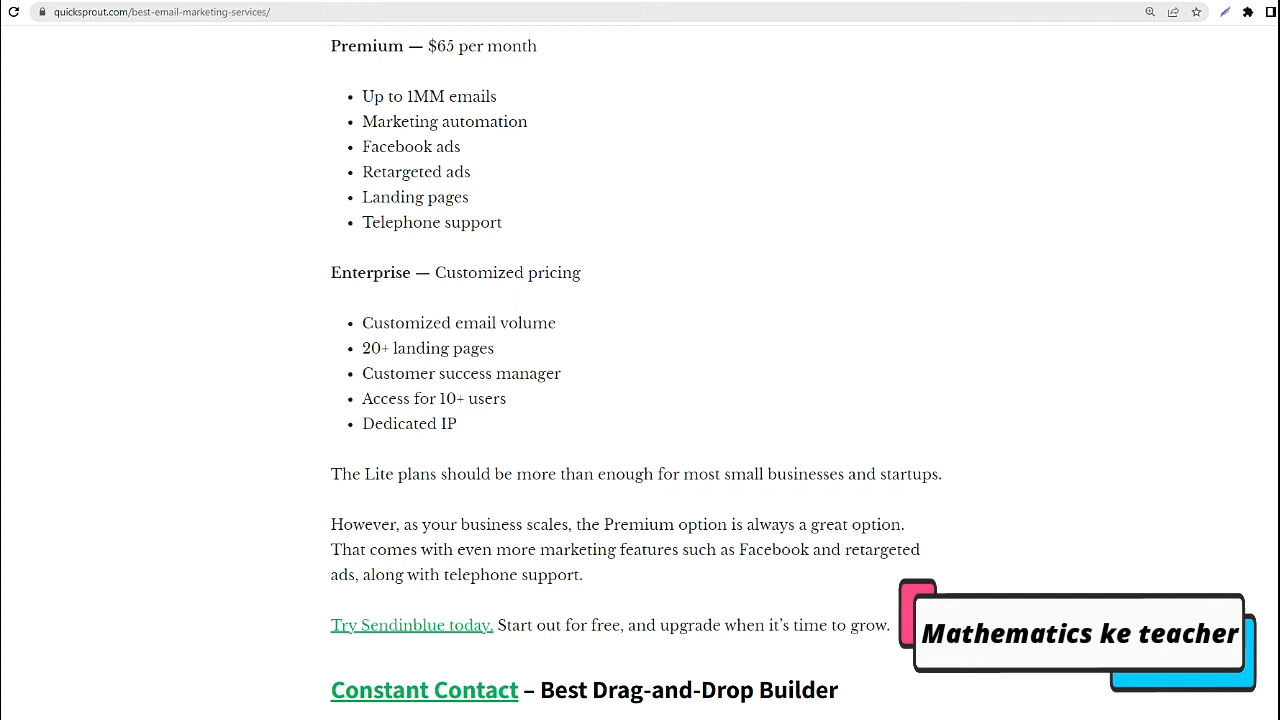 quicksprout.com/best-email-marketing-services/
Premium — $65 per month
• Up to 1MM emails
• Marketing automation
• Facebook ads
• Retargeted ads
• Landing pages
• Telephone support
Enterprise — Customized pricing
• Customized email volume
• 20+ landing pages
• Customer success manager
• Access for 10+ users
• Dedicated IP
The Lite plans should be more than enough for most small businesses and startups.
However, as your business scales, the Premium option is always a great option.
That comes with even more marketing features such as Facebook and retargeted
ads, along with telephone support.
Try Sendinblue today. Start out for free, and upgrade when it’s time to grow.
Mathematics ke teacher
Constant Contact – Best Drag-and-Drop Builder